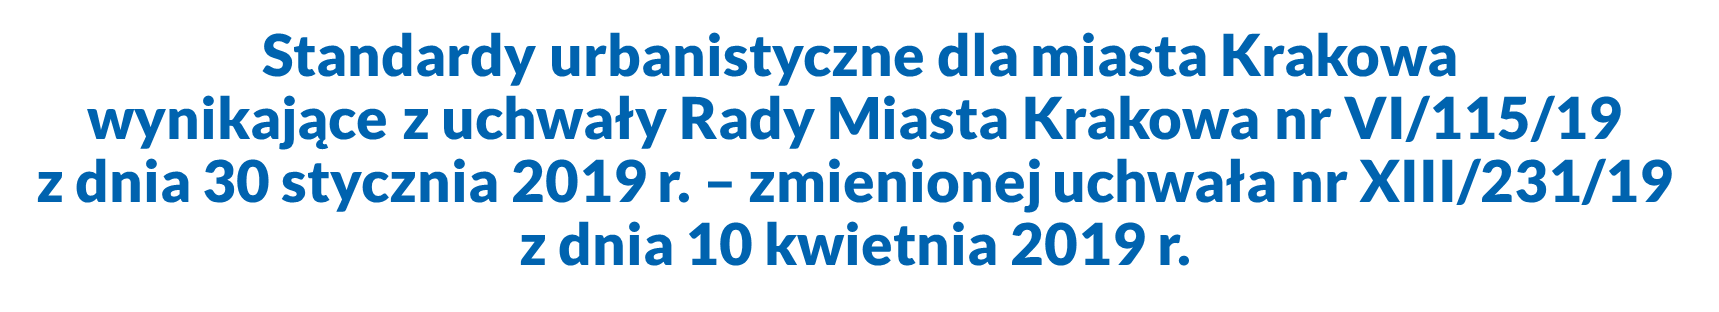 Standardy urbanistyczne dla miasta Krakowa
wynikające z uchwały Rady Miasta Krakowa nr VI/115/19
z dnia 30 stycznia 2019 r. – zmienionej uchwała nr XIII/231/19
z dnia 10 kwietnia 2019 r.